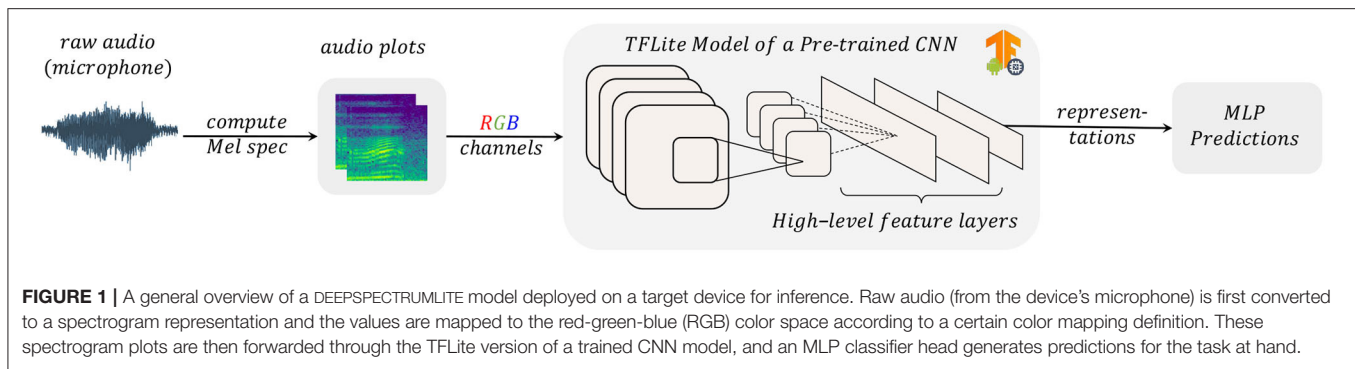 raw audio
(microphone)
compute
Mel spec
audio plots
RGB
channels
TFLite Model of a Pre-trained CNN
TF
High–level feature layers
represen-
tations
MLP
Predictions
FIGURE 1 | A general overview of a DEEPSPECTRUMLITE model deployed on a target device for inference. Raw audio (from the device's microphone) is first converted
to a spectrogram representation and the values are mapped to the red-green-blue (RGB) color space according to a certain color mapping definition. These
spectrogram plots are then forwarded through the TFLite version of a trained CNN model, and an MLP classifier head generates predictions for the task at hand.